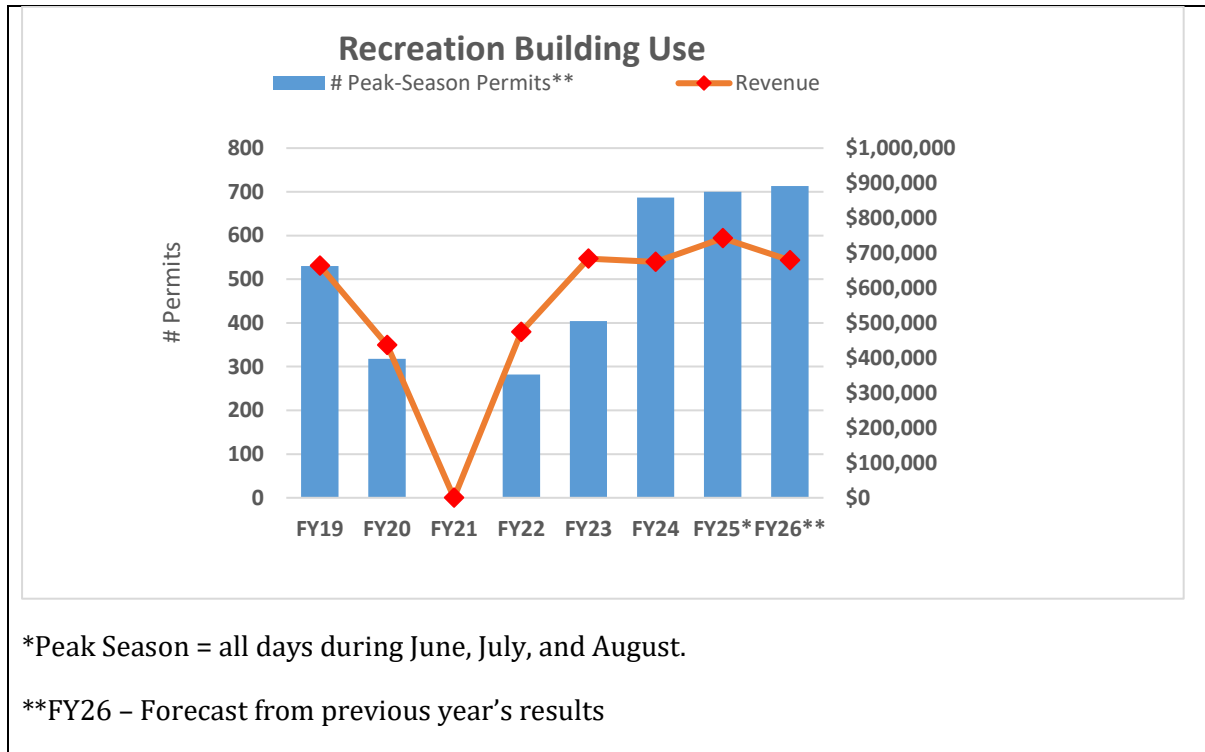 Recreation Building Use
# Peak-Season Permits** Revenue
800 $1,000,000
700 $900,000
600 $800,000
500 $700,000
400 $600,000
300 $500,000
200 $400,000
100 $300,000
0 $200,000
$100,000
$0
# Permits
FY19 FY20 FY21 FY22 FY23 FY24 FY25* FY26**
*Peak Season = all days during June, July, and August.
**FY26 – Forecast from previous year’s results